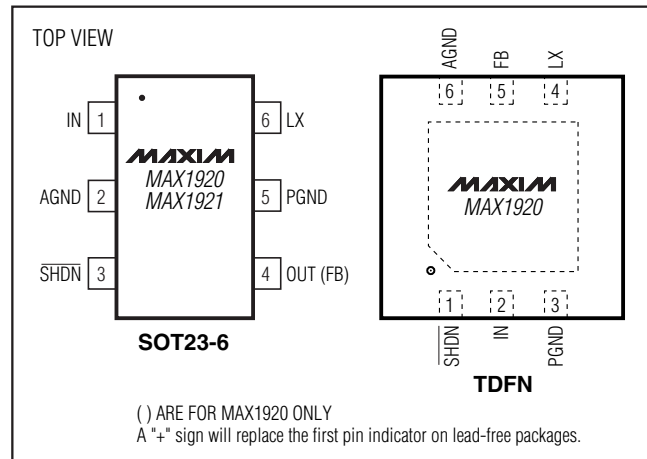 TOP VIEW
IN 1
AGND 2
SHDN 3
6 LX
5 PGND
4 OUT (FB)
MAXIM
MAX1920
MAX1921
SOT23-6
AGND FB LX
6 5 4
MAXIM
MAX1920
1 2 3
SHDN IN PGND
TDFN
( ) ARE FOR MAX1920 ONLY
A "+" sign will replace the first pin indicator on lead-free packages.